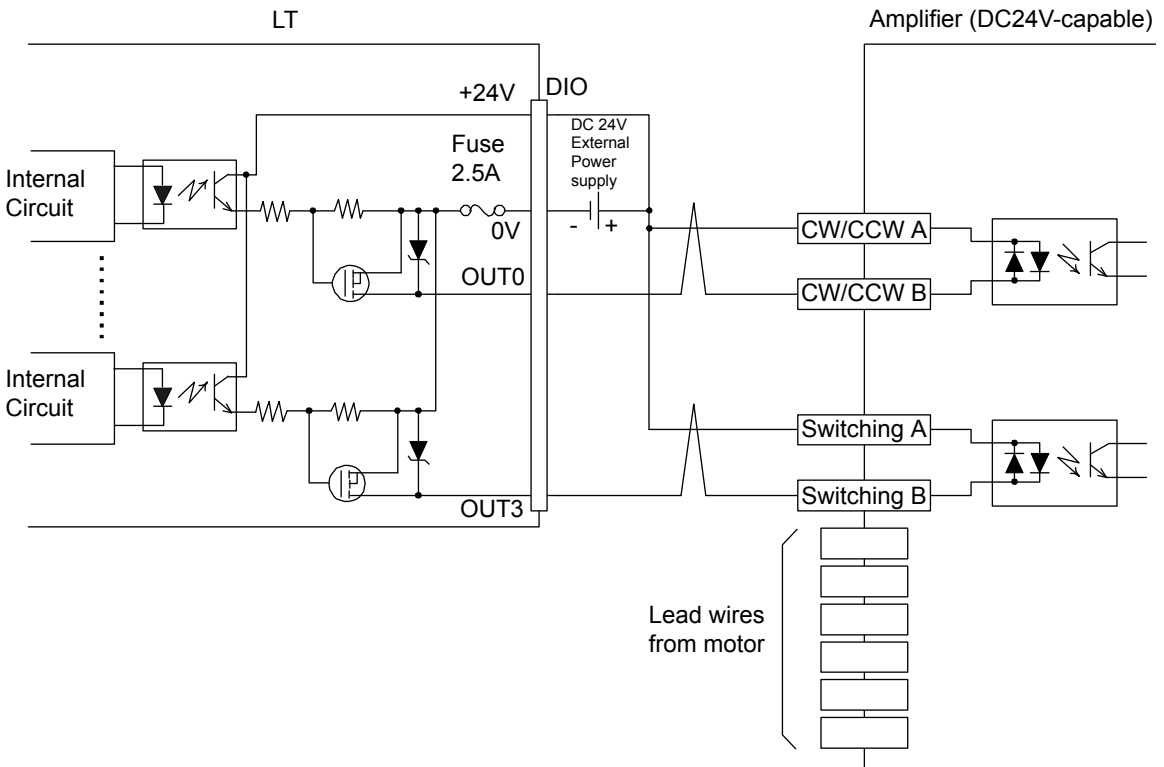 LT
Amplifier (DC24V-capable)
DIO
+24V
DC 24V
External
Power
supply
Fuse
2.5A
Internal
Circuit
0V
- +
CW/CCW A
OUT0
CW/CCW B
Internal
Circuit
Switching A
Switching B
OUT3
Lead wires
from motor